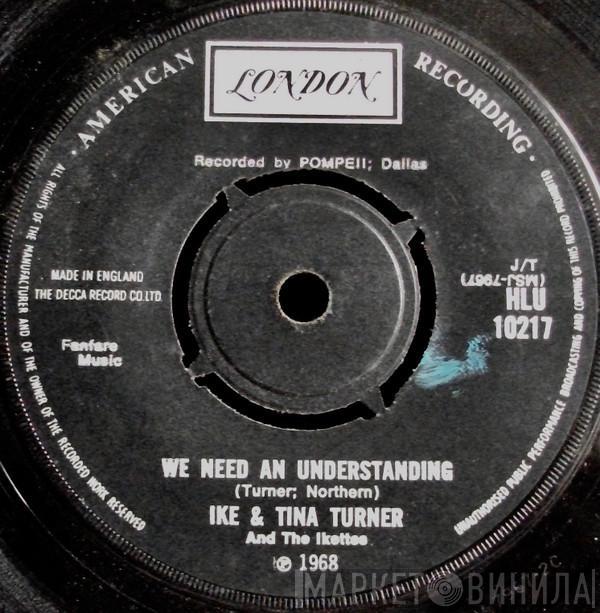 · AMERICAN RECORDING ·
LONDON
Recorded by POMPEII; Dallas
MADE IN ENGLAND
THE DECCA RECORD CO.LTD.
Fanfare
Music
J/T
(MSJ-7967)
HLU
10217
WE NEED AN UNDERSTANDING
(Turner; Northern)
IKE & TINA TURNER
And The Ikettes
℗ 1968
ALL RIGHTS OF THE MANUFACTURER AND OF THE OWNER OF THE RECORDED WORK RESERVED
UNAUTHORISED PUBLIC PERFORMANCE BROADCASTING AND COPYING OF THIS RECORD PROHIBITED
МАРКЕТ ВИНИЛА